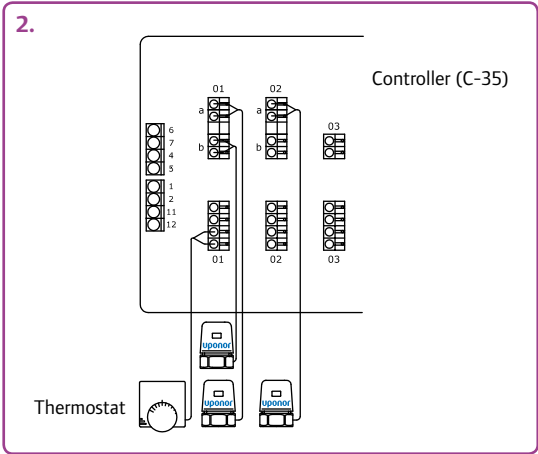 2.
Controller (C-35)
01 02
03
a a
b b
6
7
4
5
1
2
11
12
01 02 03
uponor
Thermostat
uponor uponor